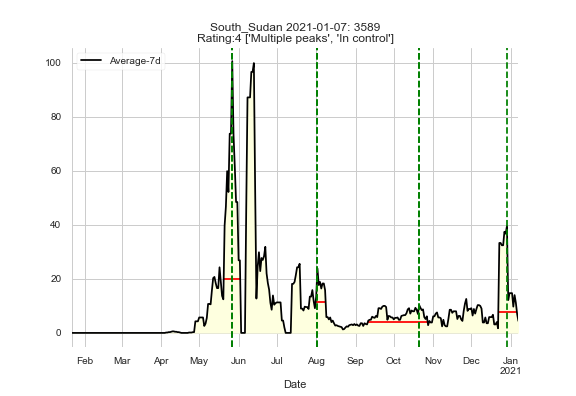 South_Sudan 2021-01-07: 3589
Rating:4 ['Multiple peaks', 'In control']
Average-7d
100
80
60
40
20
0
Feb Mar Apr May Jun Jul Aug Sep Oct Nov Dec Jan
2021
Date